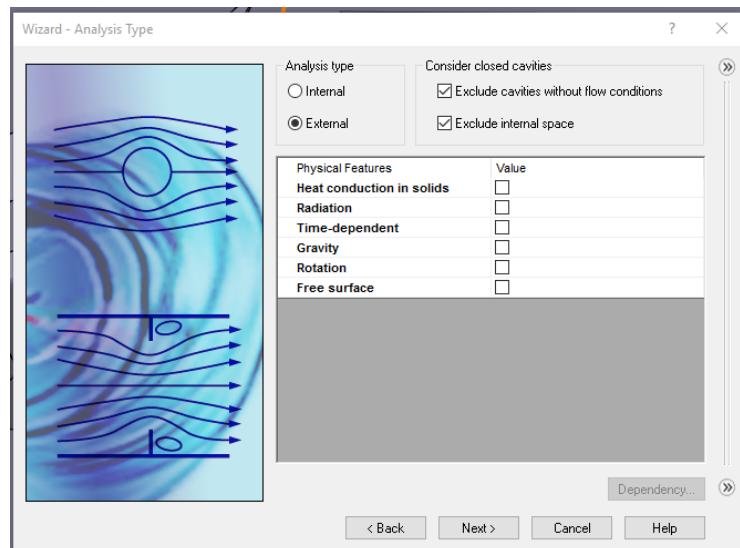 Wizard - Analysis Type ? ×
Analysis type
Internal
External
Consider closed cavities
Exclude cavities without flow conditions
Exclude internal space
Physical Features Value
Heat conduction in solids
Radiation
Time-dependent
Gravity
Rotation
Free surface
Dependency...
< Back Next > Cancel Help